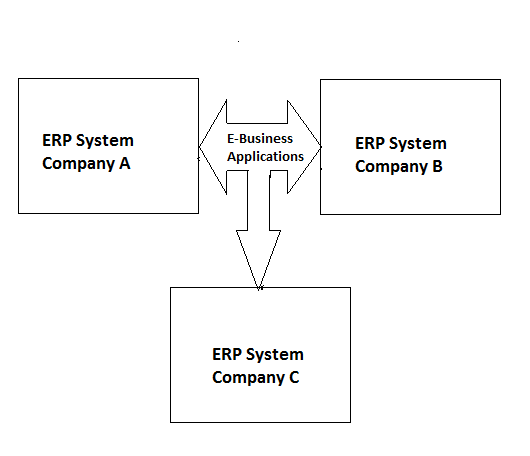 ERP System
Company A
E-Business
Applications
ERP System
Company B
ERP System
Company C